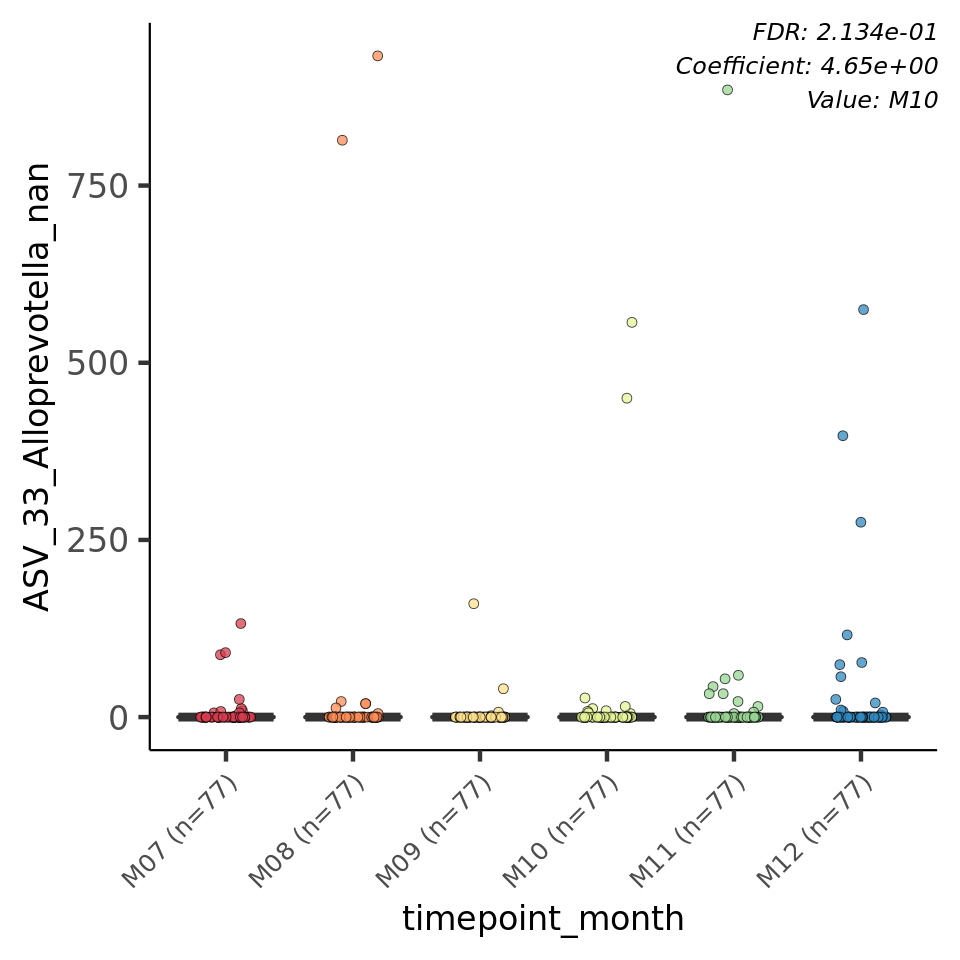 FDR: 2.134e-01
Coefficient: 4.65e+00
Value: M10
ASV_33_Alloprevotella_nan
750
500
250
0
M07 (n=77)
M08 (n=77)
M09 (n=77)
M10 (n=77)
M11 (n=77)
M12 (n=77)
timepoint_month